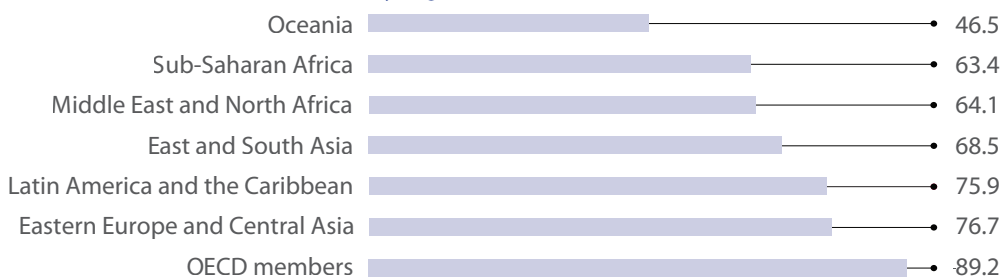 Oceania 46.5
Sub-Saharan Africa 63.4
Middle East and North Africa 64.1
East and South Asia 68.5
Latin America and the Caribbean 75.9
Eastern Europe and Central Asia 76.7
OECD members 89.2